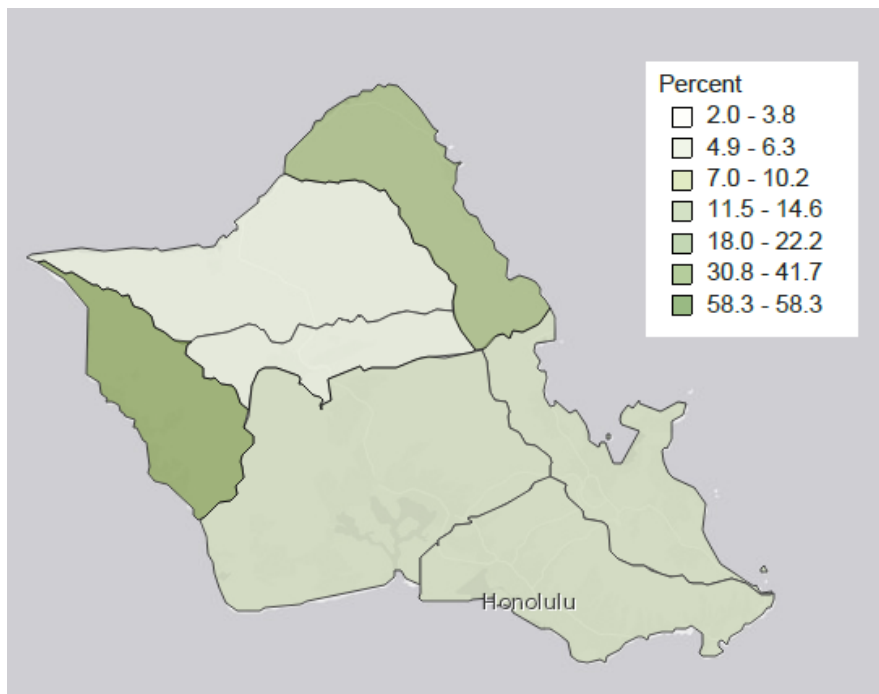 Percent
2.0 - 3.8
4.9 - 6.3
7.0 - 10.2
11.5 - 14.6
18.0 - 22.2
30.8 - 41.7
58.3 - 58.3
Honolulu